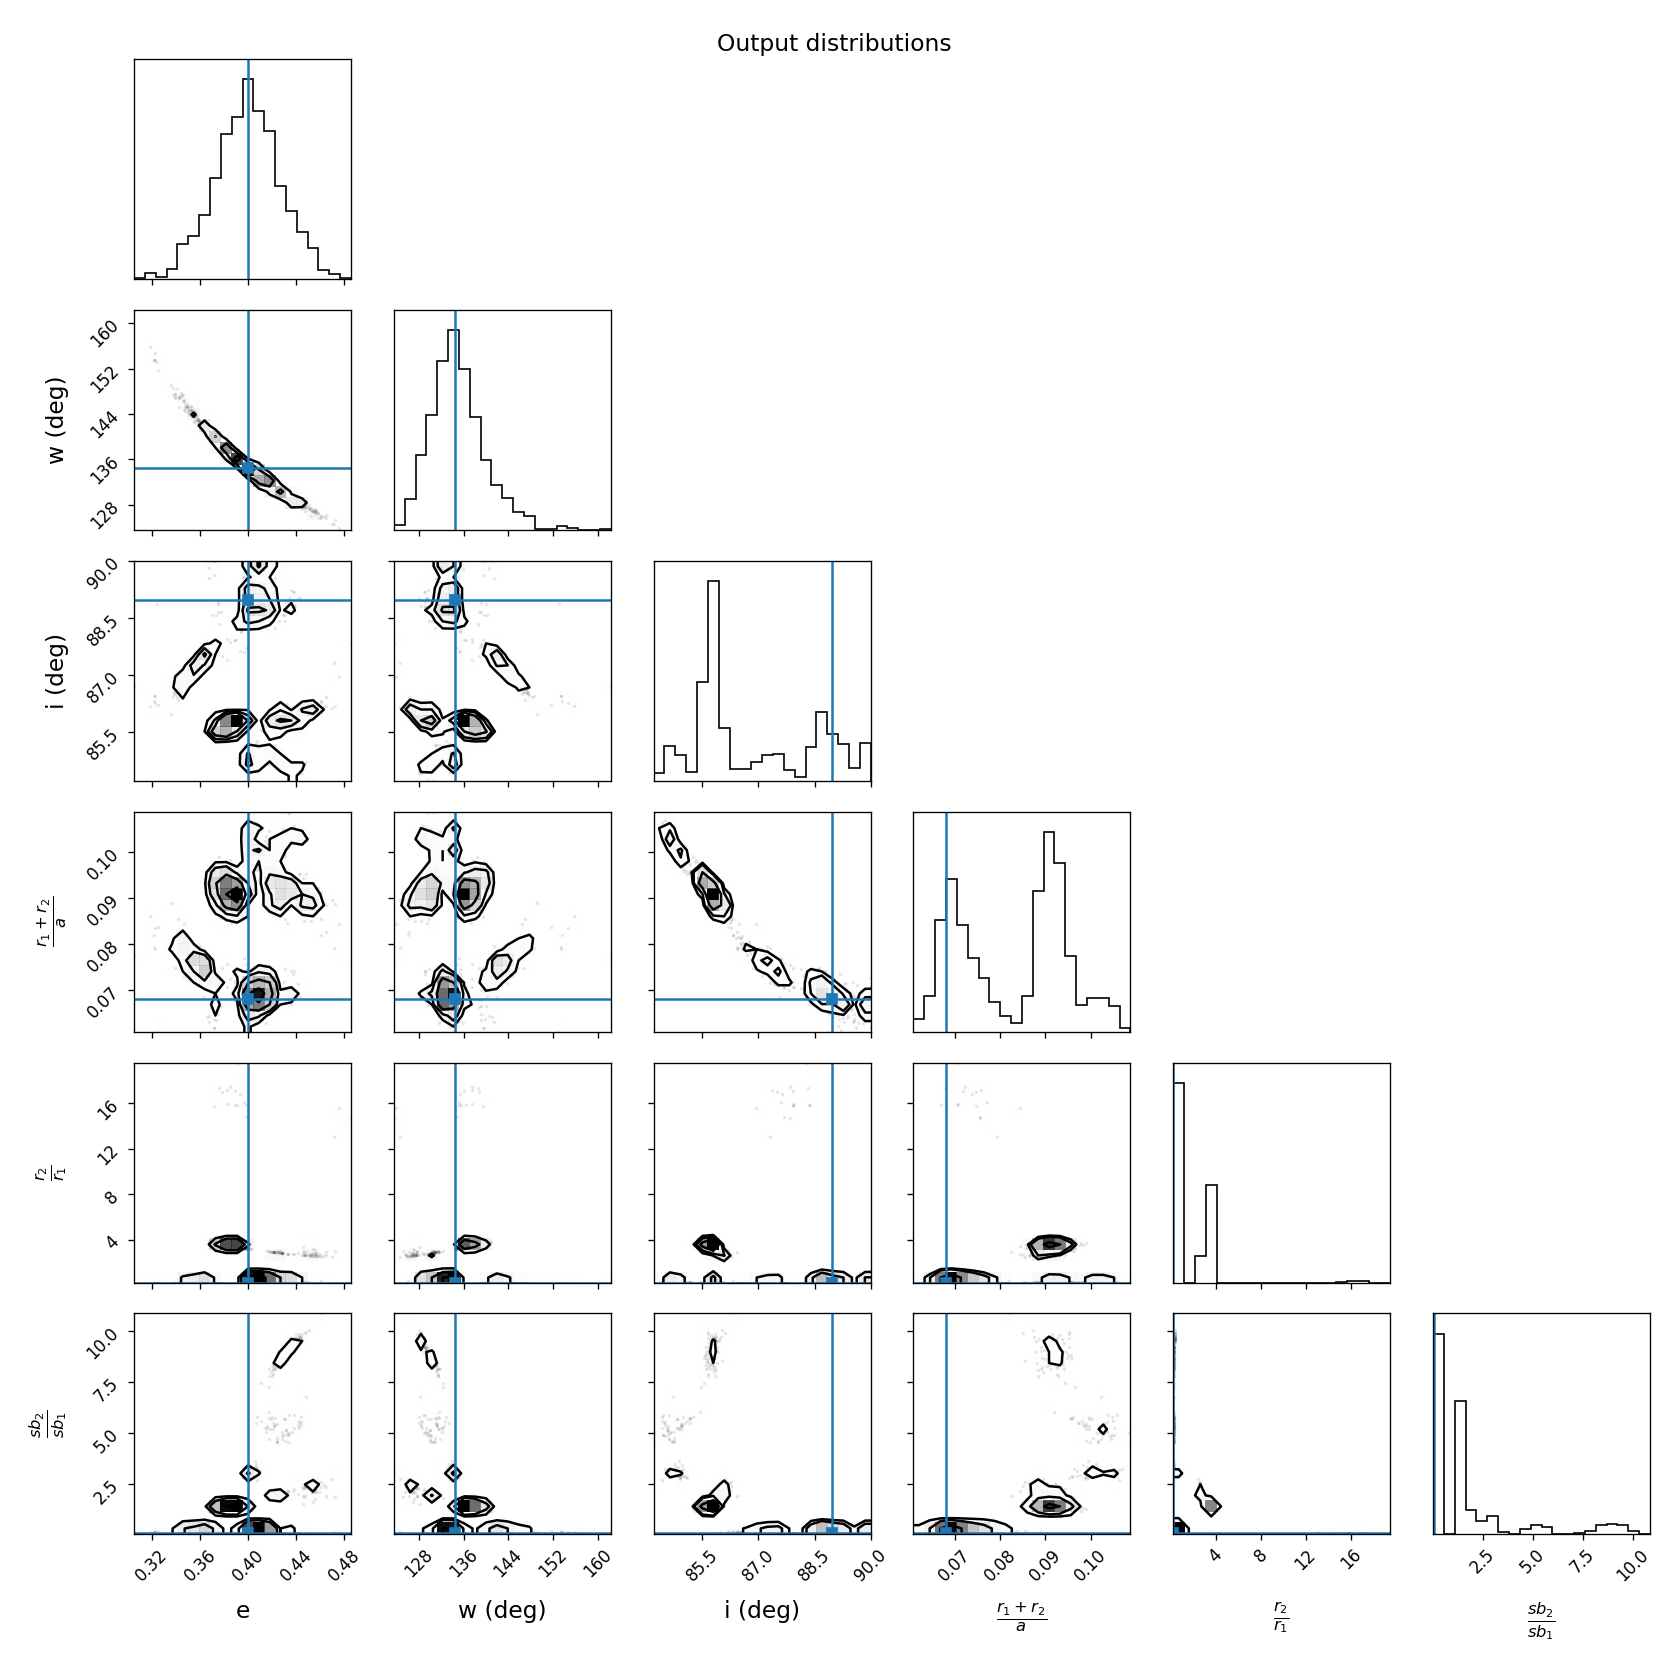 Output distributions
160
152
144
136
128
w (deg)
90.0
88.5
87.0
85.5
i (deg)
0.10
0.09
0.08
0.07
r₁ + r₂
a
16
12
8
4
r₂
r₁
10.0
7.5
5.0
2.5
sb₂
sb₁
0.32 0.36 0.40 0.44 0.48 128 136 144 152 160 85.5 87.0 88.5 90.0 0.07 0.08 0.09 0.10 4 8 12 16 2.5 5.0 7.5 10.0
e w (deg) i (deg)
r₁ + r₂
a
r₂
r₁
sb₂
sb₁